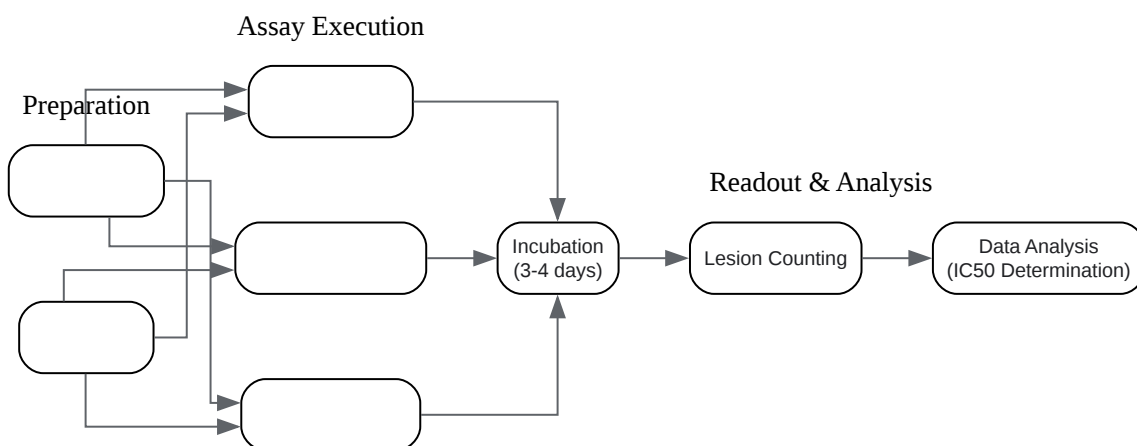 Assay Execution
Preparation
Readout & Analysis
Incubation
(3-4 days)
Lesion Counting
Data Analysis
(IC50 Determination)